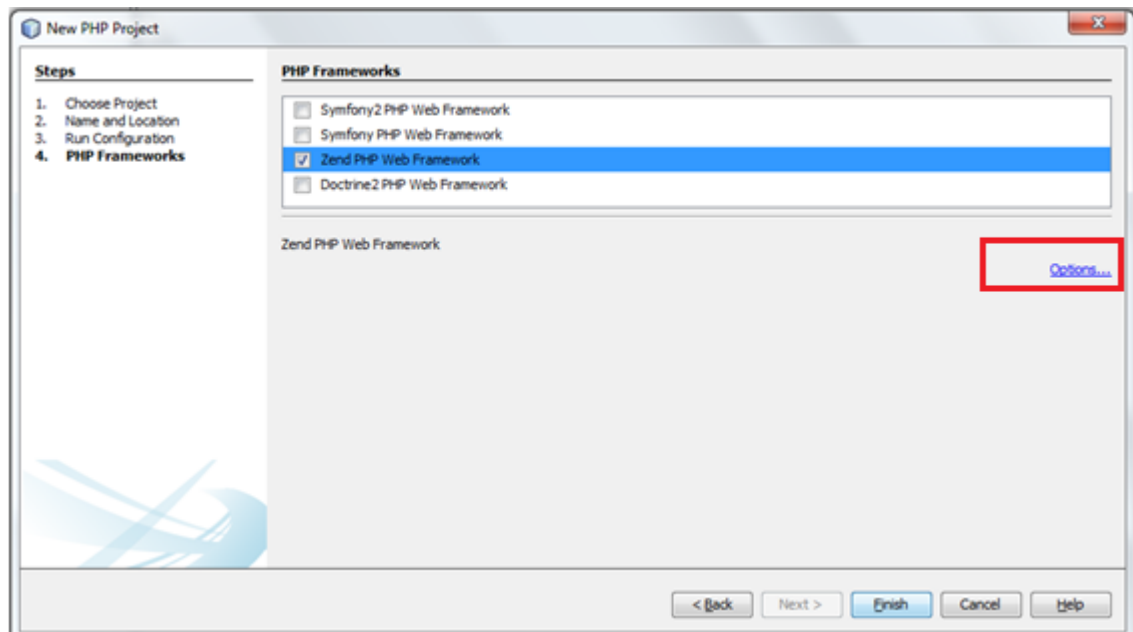 New PHP Project
Steps
1. Choose Project
2. Name and Location
3. Run Configuration
4. PHP Frameworks
PHP Frameworks
Symfony2 PHP Web Framework
Symfony PHP Web Framework
Zend PHP Web Framework
Doctrine2 PHP Web Framework
Zend PHP Web Framework
Options...
< Back Next > Finish Cancel Help